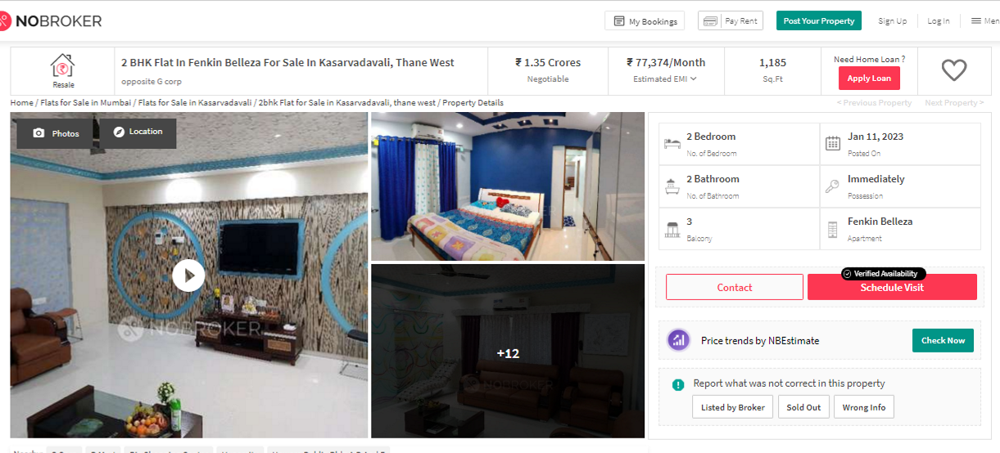 NOBROKER
My Bookings
Pay Rent
Post Your Property
Sign Up
Log In
Men
Resale
2 BHK Flat In Fenkin Belleza For Sale In Kasarvadavali, Thane West
opposite G corp
₹ 1.35 Crores
Negotiable
₹ 77,374/Month
Estimated EMI
1,185
Sq.Ft
Need Home Loan ?
Apply Loan
Home / Flats for Sale in Mumbai / Flats for Sale in Kasarvadavali / 2bhk Flat for Sale in Kasarvadavali, thane west / Property Details
< Previous Property
Next Property >
Photos
Location
NOBROKER
+12
NOBROKER
2 Bedroom
No. of Bedroom
Jan 11, 2023
Posted On
2 Bathroom
No. of Bathroom
Immediately
Possession
3
Balcony
Fenkin Belleza
Apartment
Contact
Verified Availability
Schedule Visit
Price trends by NBEstimate
Check Now
Report what was not correct in this property
Listed by Broker
Sold Out
Wrong Info